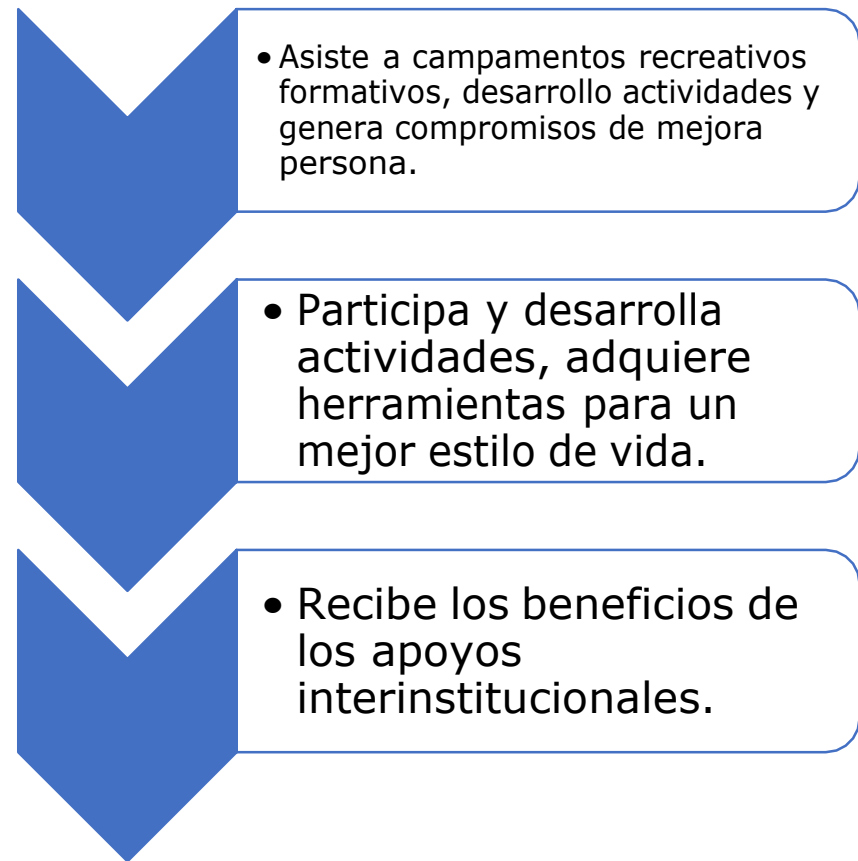 • Asiste a campamentos recreativos
formativos, desarrollo actividades y
genera compromisos de mejora
persona.
• Participa y desarrolla
actividades, adquiere
herramientas para un
mejor estilo de vida.
• Recibe los beneficios de
los apoyos
interinstitucionales.